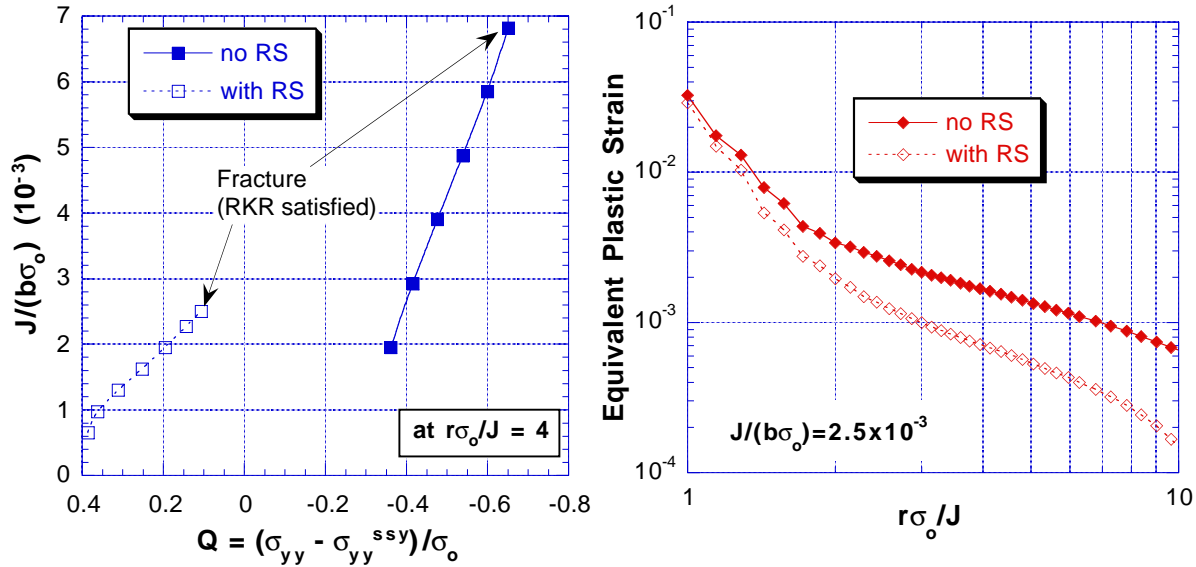 7
6
5
4
3
2
1
0
J/(bσₒ) (10⁻³)
no RS
with RS
Fracture
(RKR satisfied)
at rσₒ/J = 4
0.4 0.2 0 -0.2 -0.4 -0.6 -0.8
Q = (σyy - σyy^ssy)/σₒ
10⁻¹
10⁻²
10⁻³
10⁻⁴
Equivalent Plastic Strain
no RS
with RS
J/(bσₒ)=2.5x10⁻³
1 10
rσₒ/J